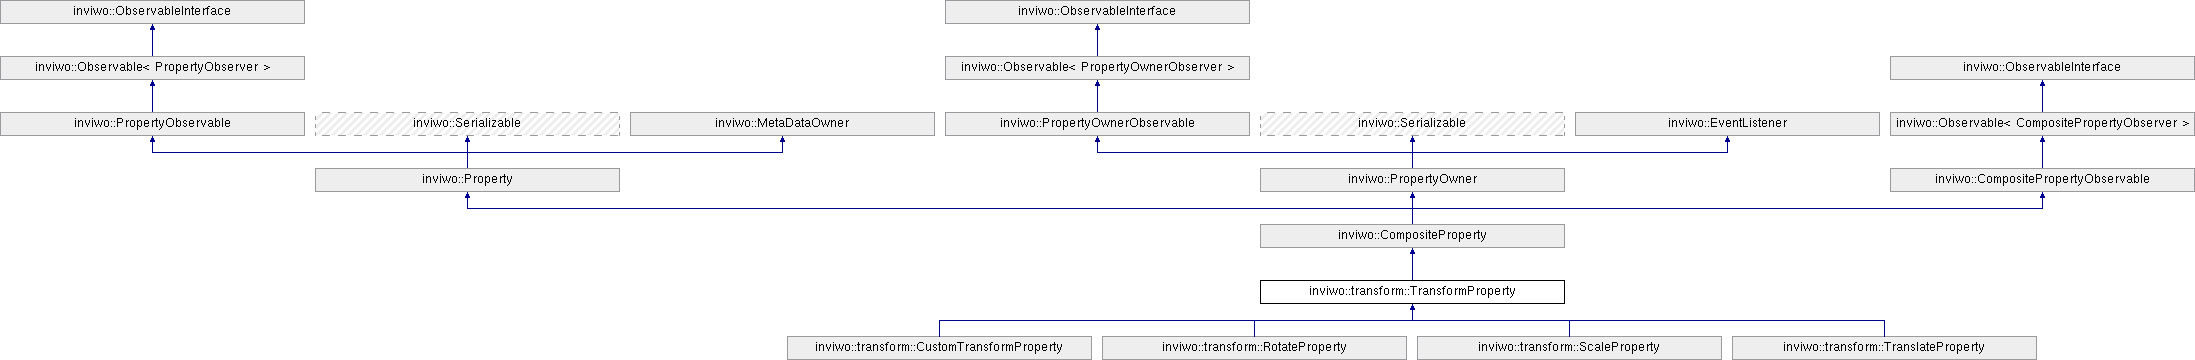 inviwo::ObservableInterface
inviwo::ObservableInterface
inviwo::Observable< PropertyObserver >
inviwo::Observable< PropertyOwnerObserver >
inviwo::ObservableInterface
inviwo::PropertyObservable
inviwo::Serializable
inviwo::MetaDataOwner
inviwo::PropertyOwnerObservable
inviwo::Serializable
inviwo::EventListener
inviwo::Observable< CompositePropertyObserver >
inviwo::Property
inviwo::PropertyOwner
inviwo::CompositePropertyObservable
inviwo::CompositeProperty
inviwo::transform::TransformProperty
inviwo::transform::CustomTransformProperty
inviwo::transform::RotateProperty
inviwo::transform::ScaleProperty
inviwo::transform::TranslateProperty